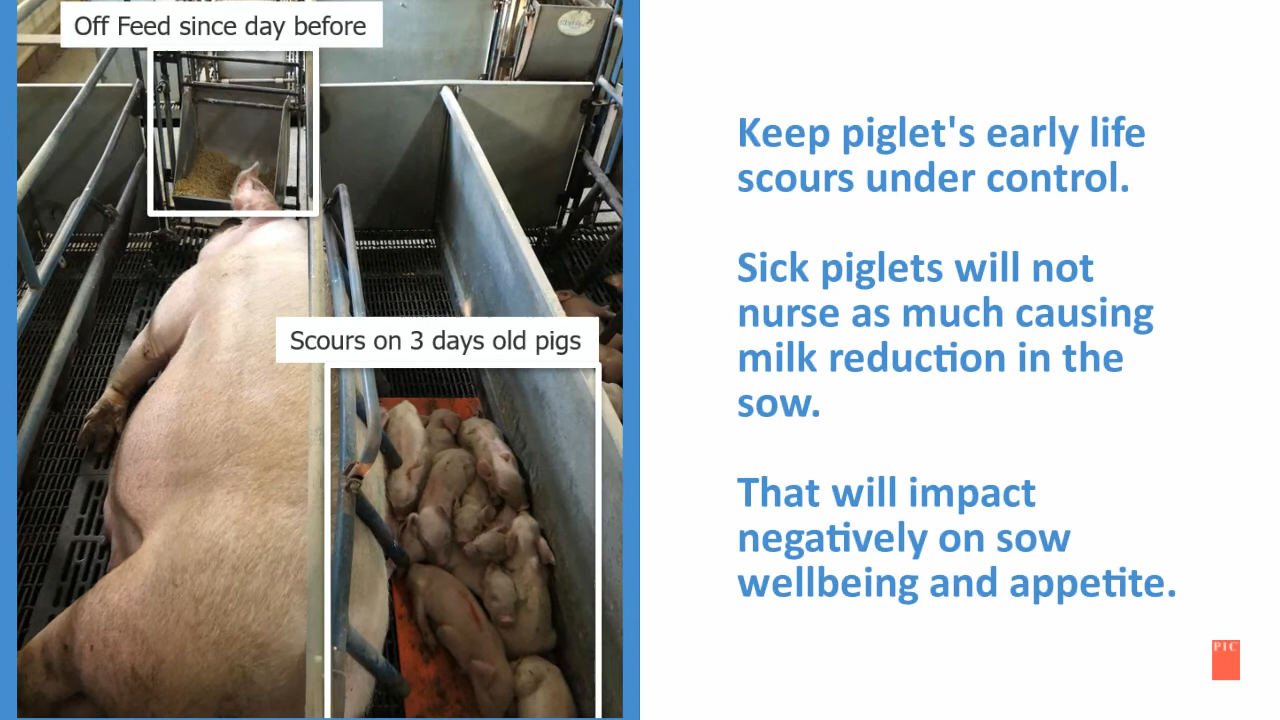 Off Feed since day before
Scours on 3 days old pigs
Keep piglet's early life
scours under control.
Sick piglets will not
nurse as much causing
milk reduction in the
sow.
That will impact
negatively on sow
wellbeing and appetite.
PIC